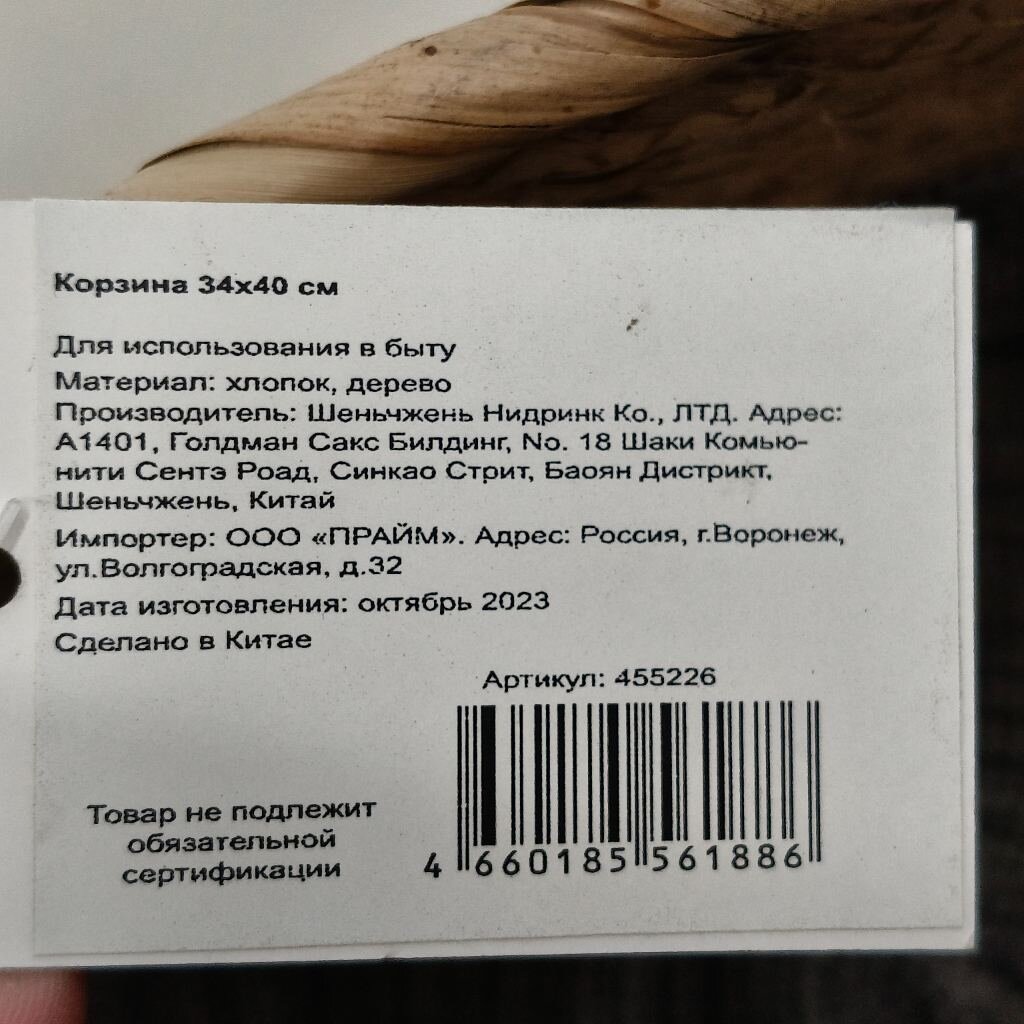 Корзина 34х40 см
Для использования в быту
Материал: хлопок, дерево
Производитель: Шеньчжень Нидринк Ко., ЛТД. Адрес:
А1401, Голдман Сакс Билдинг, No. 18 Шаки Комью-
нити Сентэ Роад, Синкао Стрит, Баоян Дистрикт,
Шеньчжень, Китай
Импортер: ООО «ПРАЙМ». Адрес: Россия, г.Воронеж,
ул.Волгоградская, д.32
Дата изготовления: октябрь 2023
Сделано в Китае
Артикул: 455226
Товар не подлежит
обязательной
сертификации
4 660185 561886